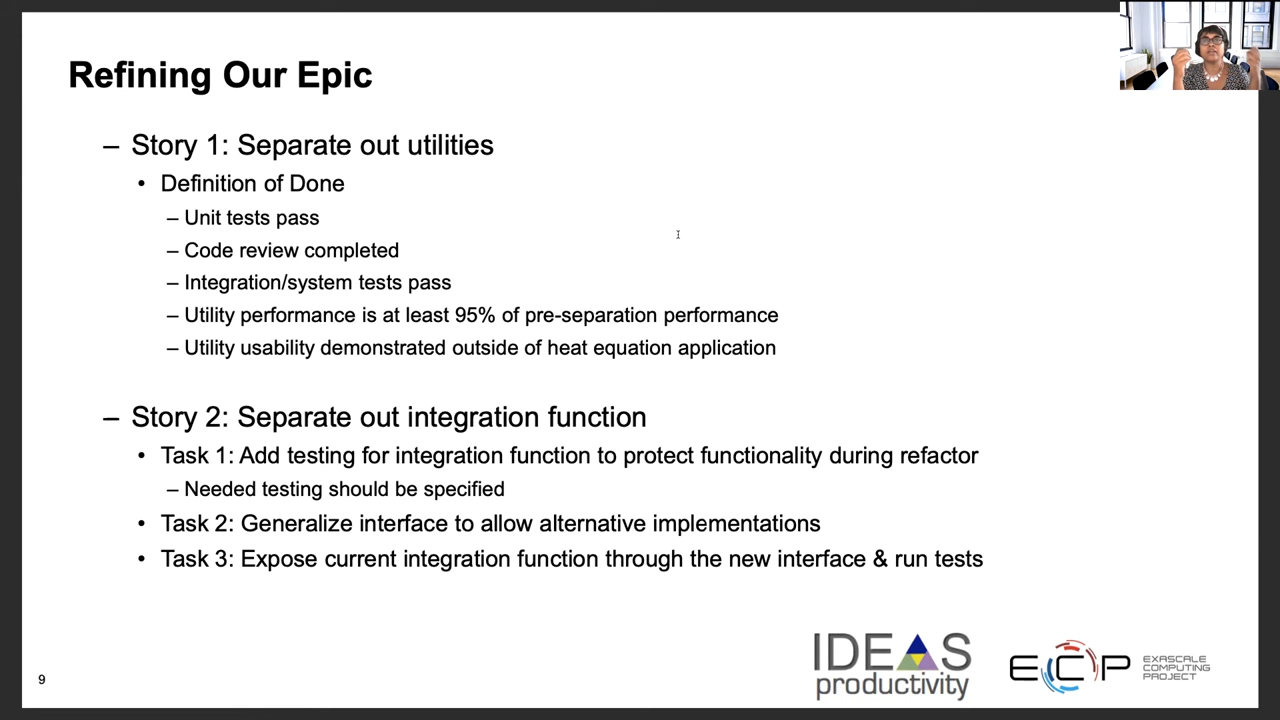 Refining Our Epic
– Story 1: Separate out utilities
• Definition of Done
– Unit tests pass
– Code review completed
– Integration/system tests pass
– Utility performance is at least 95% of pre-separation performance
– Utility usability demonstrated outside of heat equation application
– Story 2: Separate out integration function
• Task 1: Add testing for integration function to protect functionality during refactor
– Needed testing should be specified
• Task 2: Generalize interface to allow alternative implementations
• Task 3: Expose current integration function through the new interface & run tests
IDEAS
productivity
ECP
EXASCALE
COMPUTING
PROJECT
9